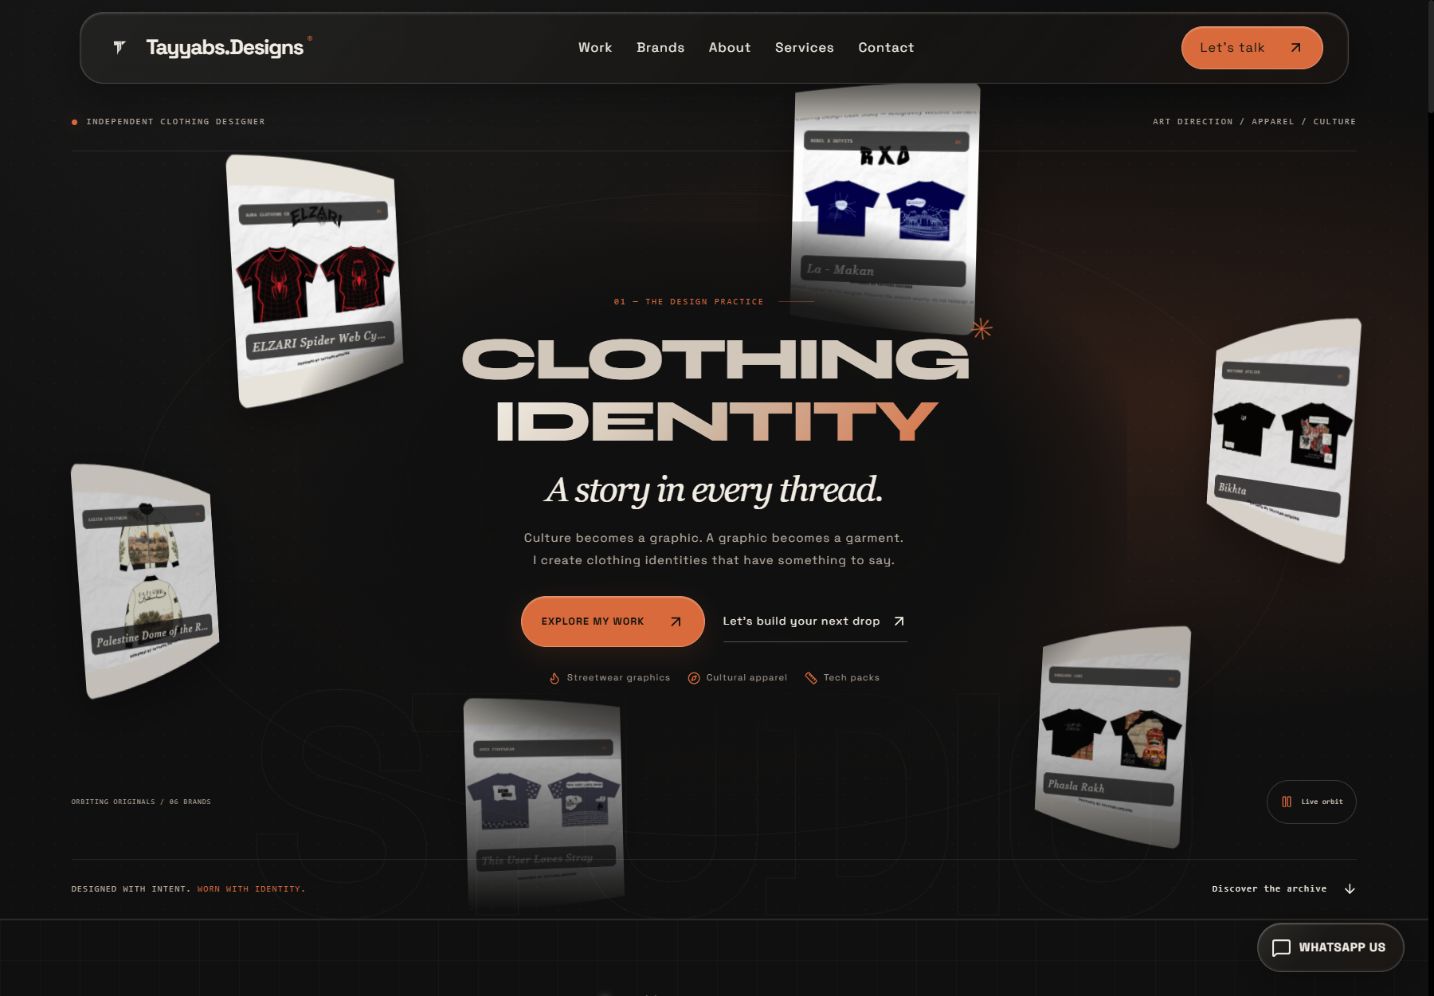 Tayyabs.Designs
Work
Brands
About
Services
Contact
Let's talk
INDEPENDENT CLOTHING DESIGNER
ART DIRECTION / APPAREL / CULTURE
RXD
La - Makan
ELZARI
ELZARI Spider Web Cy...
01 — THE DESIGN PRACTICE
CLOTHING
IDENTITY
A story in every thread.
Culture becomes a graphic. A graphic becomes a garment.
I create clothing identities that have something to say.
EXPLORE MY WORK
Let's build your next drop
Streetwear graphics
Cultural apparel
Tech packs
Bikhta
Palestine Dome of the R...
Phasla Rakh
This User Loves Stray
STUDIO
ORBITING ORIGINALS / 06 BRANDS
Live orbit
DESIGNED WITH INTENT. WORN WITH IDENTITY.
Discover the archive
WHATSAPP US